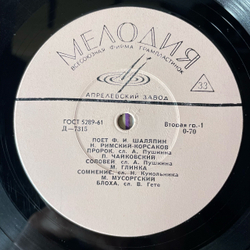 МЕЛОДИЯ
ВСЕСОЮЗНАЯ ФИРМА ГРАМПЛАСТИНОК
33
АПРЕЛЕВСКИЙ ЗАВОД
ГОСТ 5289-61
Д—7315
Вторая гр.-1
0-70
ПОЕТ Ф. И. ШАЛЯПИН
Н. РИМСКИЙ-КОРСАКОВ
ПРОРОК, сл. А. Пушкина
П. ЧАЙКОВСКИЙ
СОЛОВЕЙ, сл. А. Пушкина
М. ГЛИНКА
СОМНЕНИЕ, сл. Н. Кукольника
М. МУСОРГСКИЙ
БЛОХА, сл. В. Гете